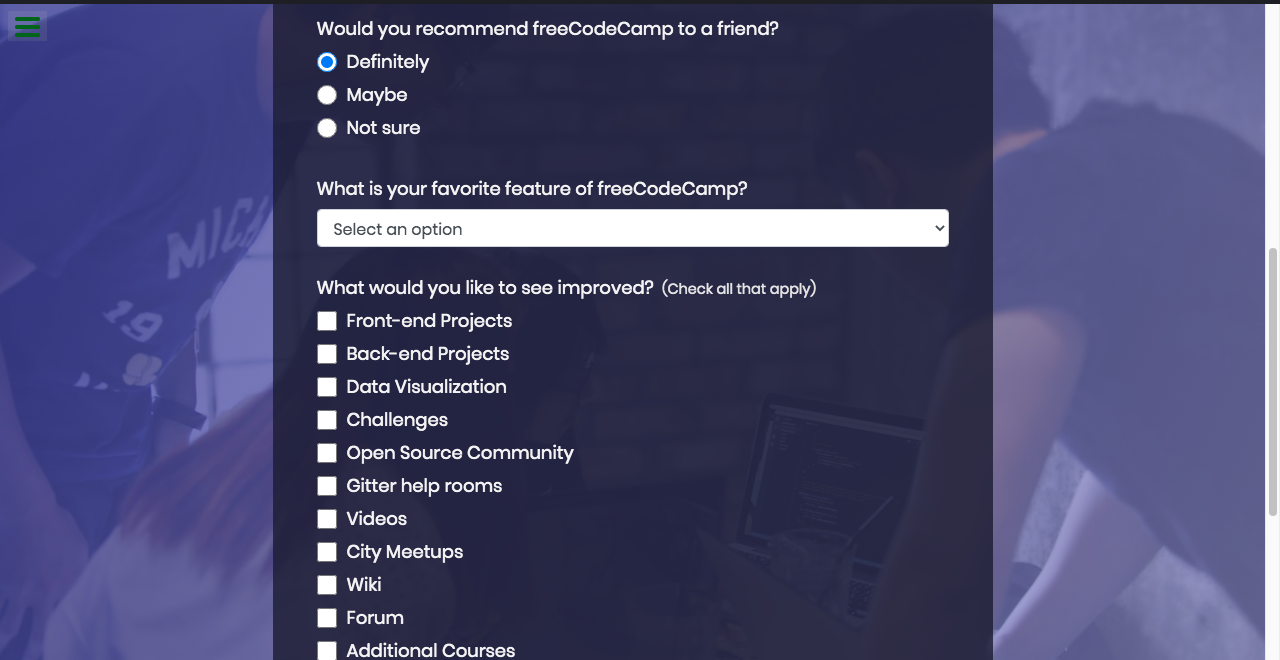 Would you recommend freeCodeCamp to a friend?
Definitely
Maybe
Not sure
What is your favorite feature of freeCodeCamp?
Select an option
What would you like to see improved? (Check all that apply)
Front-end Projects
Back-end Projects
Data Visualization
Challenges
Open Source Community
Gitter help rooms
Videos
City Meetups
Wiki
Forum
Additional Courses
19